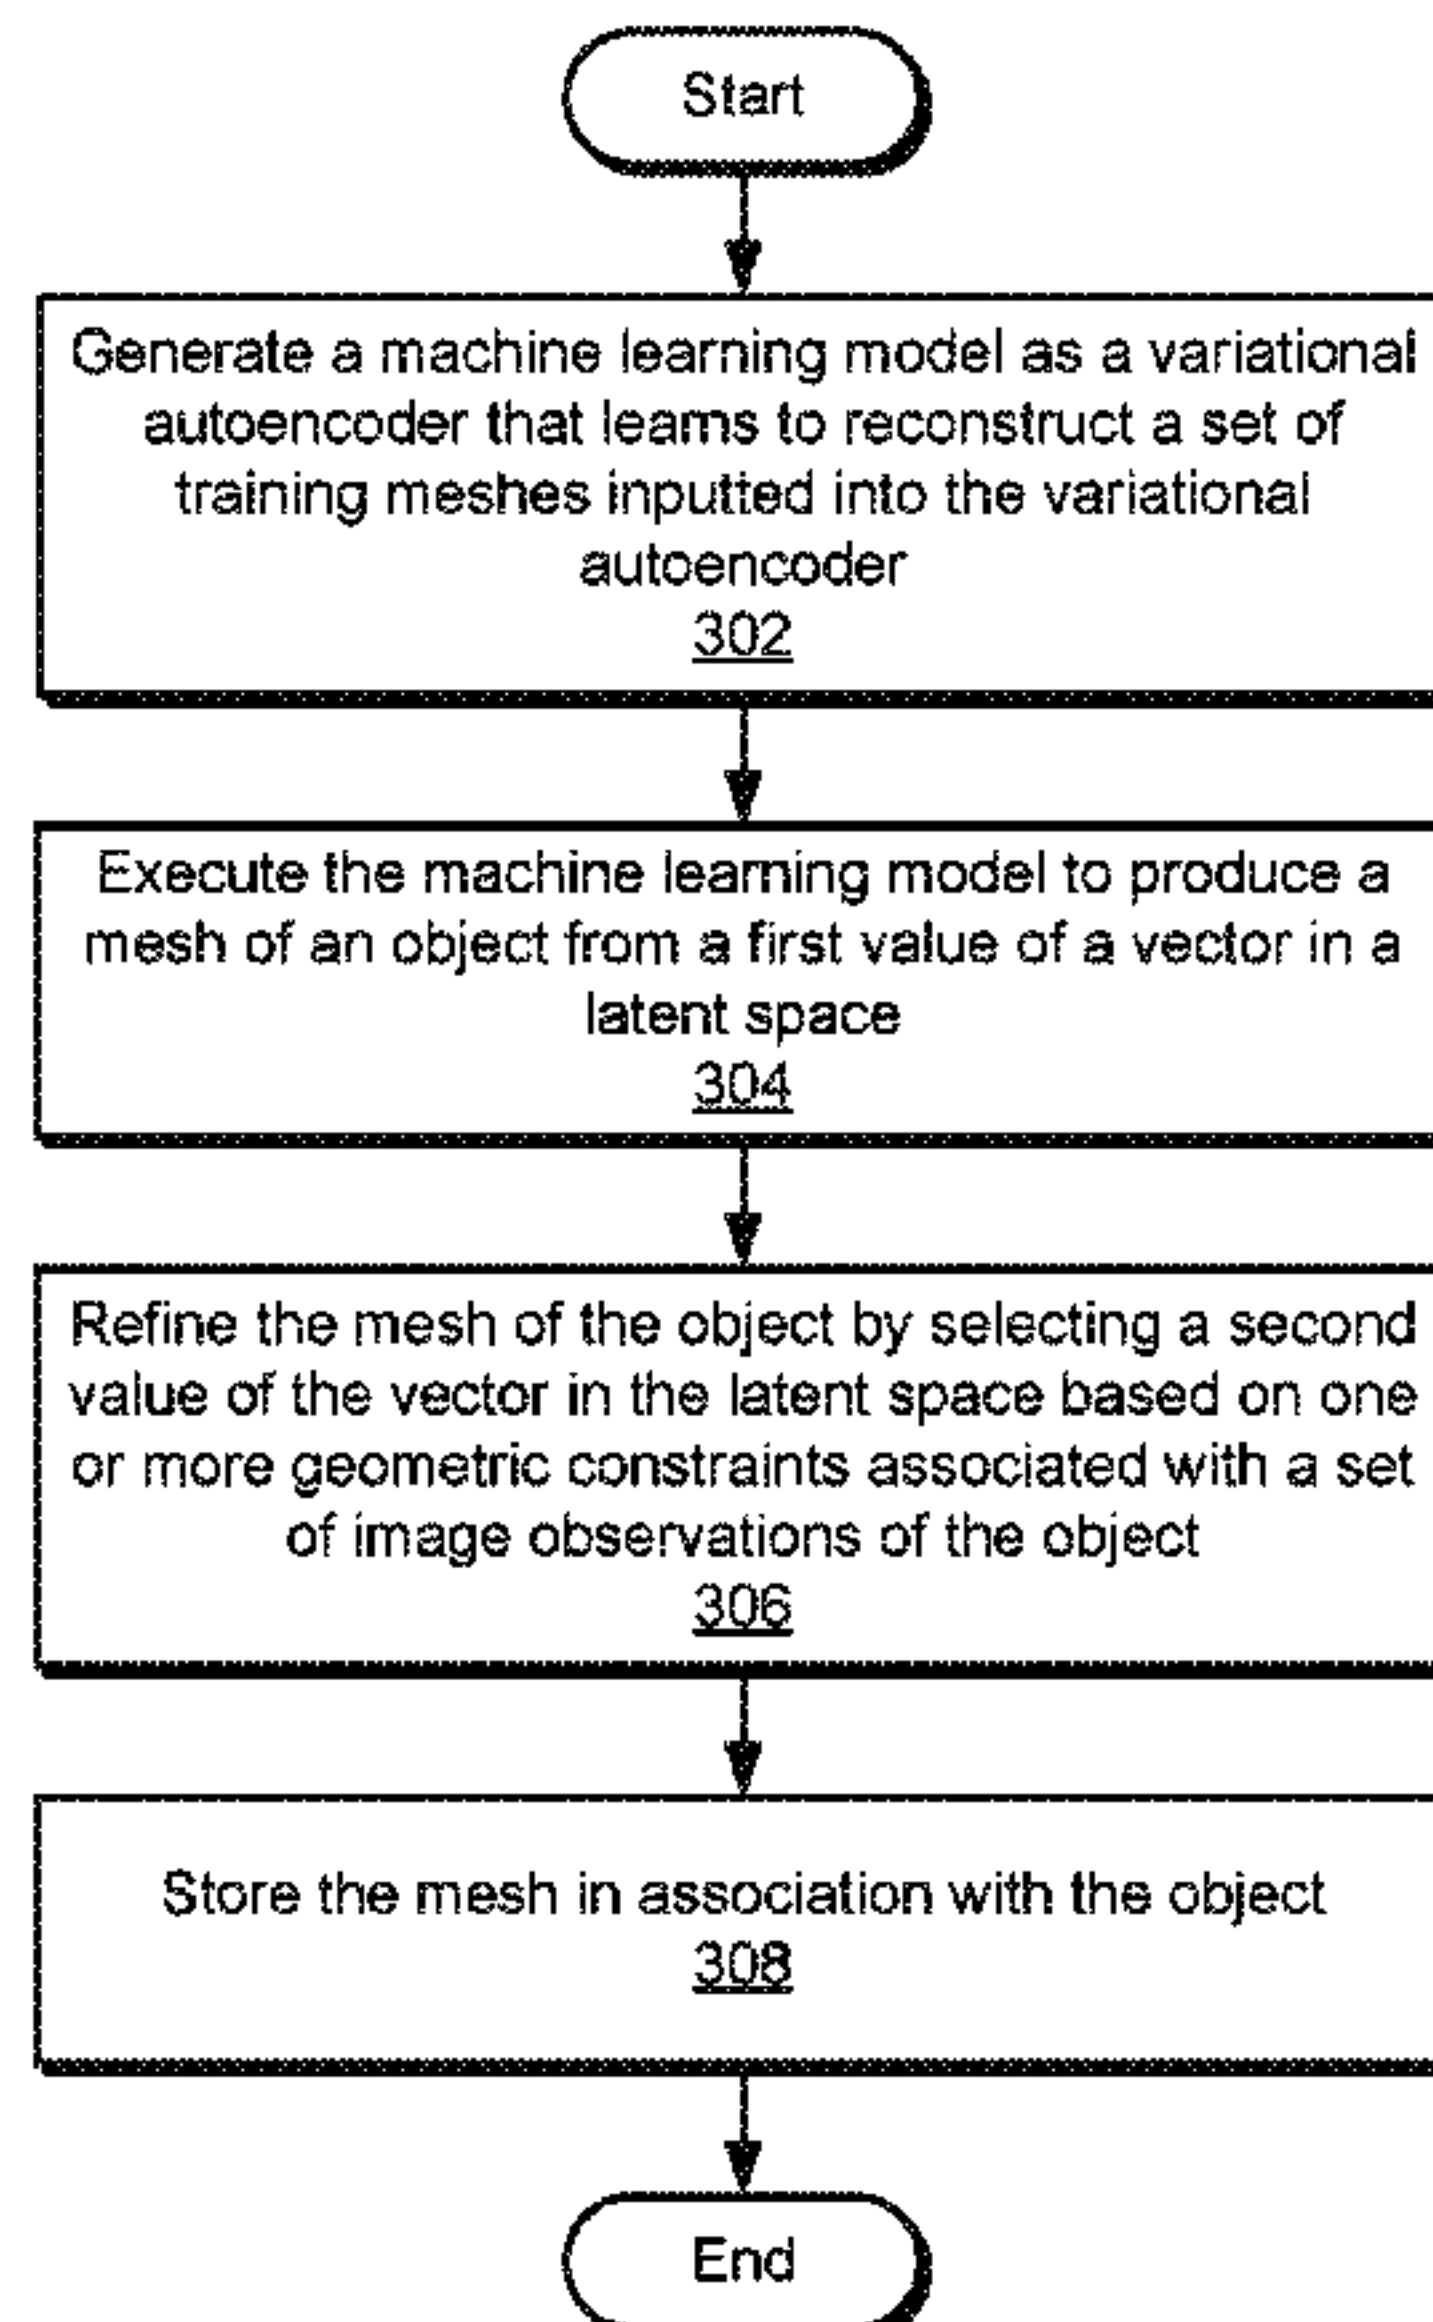 Start
Generate a machine learning model as a variational
autoencoder that learns to reconstruct a set of
training meshes inputted into the variational
autoencoder
302
Execute the machine learning model to produce a
mesh of an object from a first value of a vector in a
latent space
304
Refine the mesh of the object by selecting a second
value of the vector in the latent space based on one
or more geometric constraints associated with a set
of image observations of the object
306
Store the mesh in association with the object
308
End